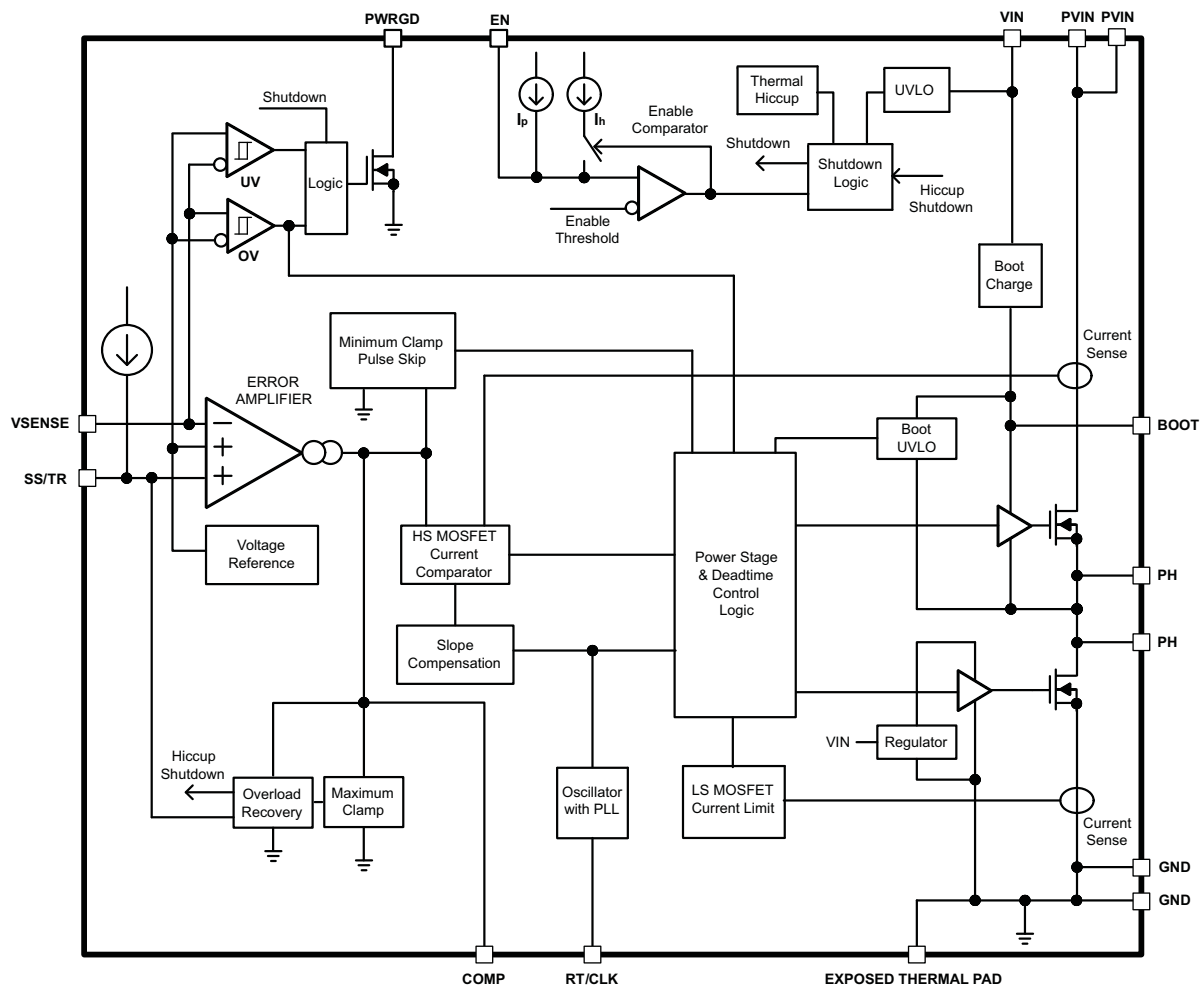 PWRGD
EN
VIN
PVIN
PVIN
Shutdown
UV
OV
Logic
Ip
Ih
Enable
Comparator
Enable
Threshold
Thermal
Hiccup
UVLO
Shutdown
Shutdown
Logic
Hiccup
Shutdown
Boot
Charge
Current
Sense
Minimum Clamp
Pulse Skip
ERROR
AMPLIFIER
VSENSE
SS/TR
−
+
+
Voltage
Reference
HS MOSFET
Current
Comparator
Slope
Compensation
Power Stage
& Deadtime
Control
Logic
Boot
UVLO
BOOT
PH
PH
VIN
Regulator
Hiccup
Shutdown
Overload
Recovery
Maximum
Clamp
Oscillator
with PLL
LS MOSFET
Current Limit
Current
Sense
GND
GND
COMP
RT/CLK
EXPOSED THERMAL PAD